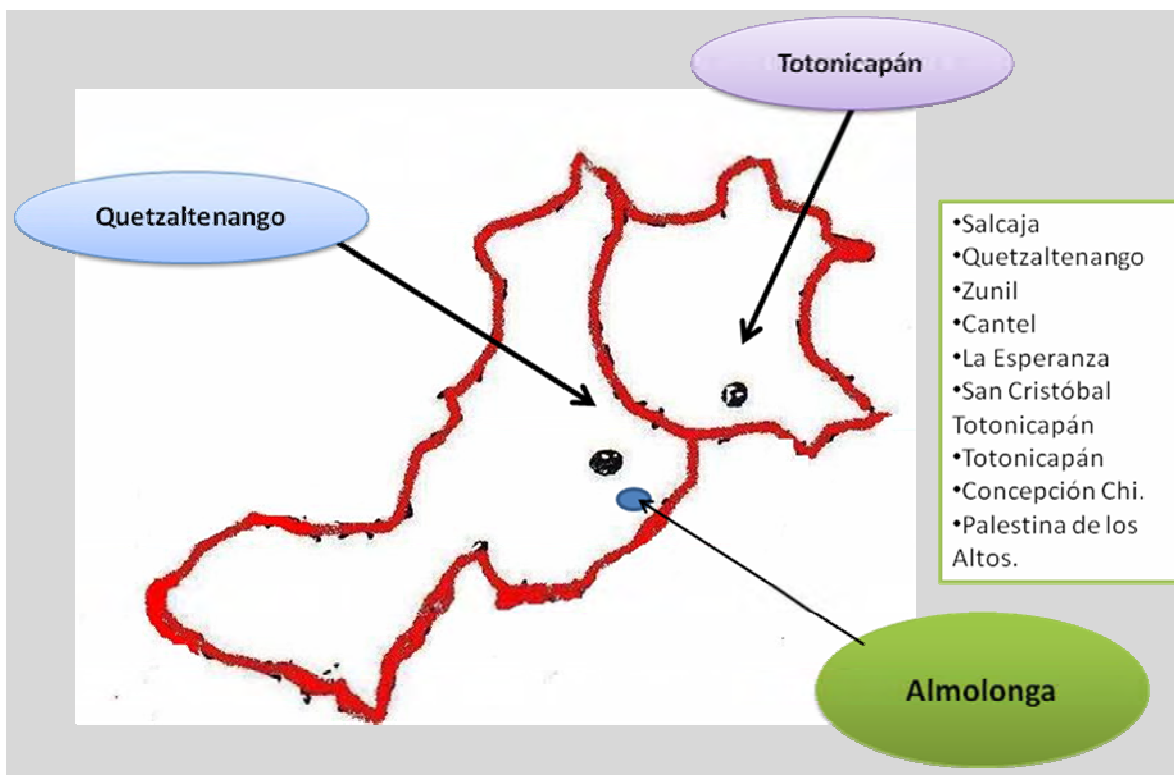 Totonicapán
Quetzaltenango
•Salcaja
•Quetzaltenango
•Zunil
•Cantel
•La Esperanza
•San Cristóbal
Totonicapán
•Totonicapán
•Concepción Chi.
•Palestina de los
Altos.
Almolonga